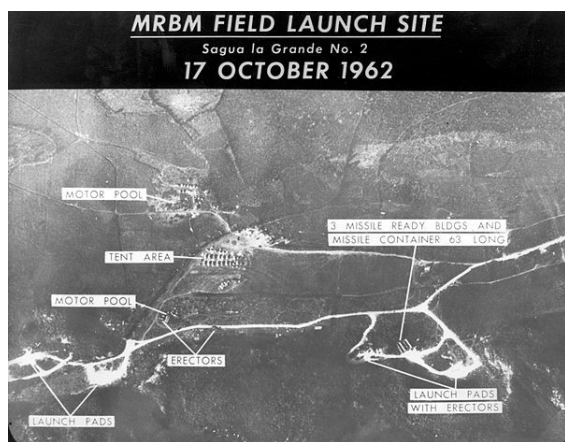 MRBM FIELD LAUNCH SITE
Sagua la Grande No. 2
17 OCTOBER 1962
MOTOR POOL
3 MISSILE READY BLDGS AND
MISSILE CONTAINER 63 LONG
TENT AREA
MOTOR POOL
ERECTORS
LAUNCH PADS
LAUNCH PADS
WITH ERECTORS